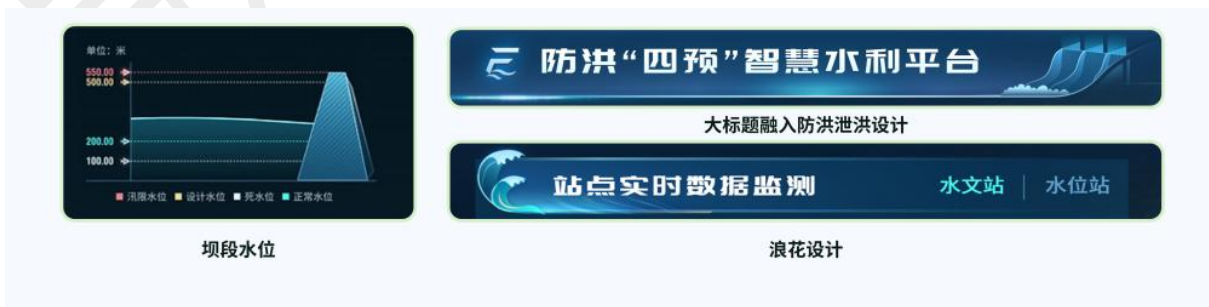 单位：米
550.00
500.00
200.00
100.00
汛限水位 设计水位 死水位 正常水位
坝段水位
防洪“四预”智慧水利平台
大标题融入防洪泄洪设计
站点实时数据监测 水文站 | 水位站
浪花设计